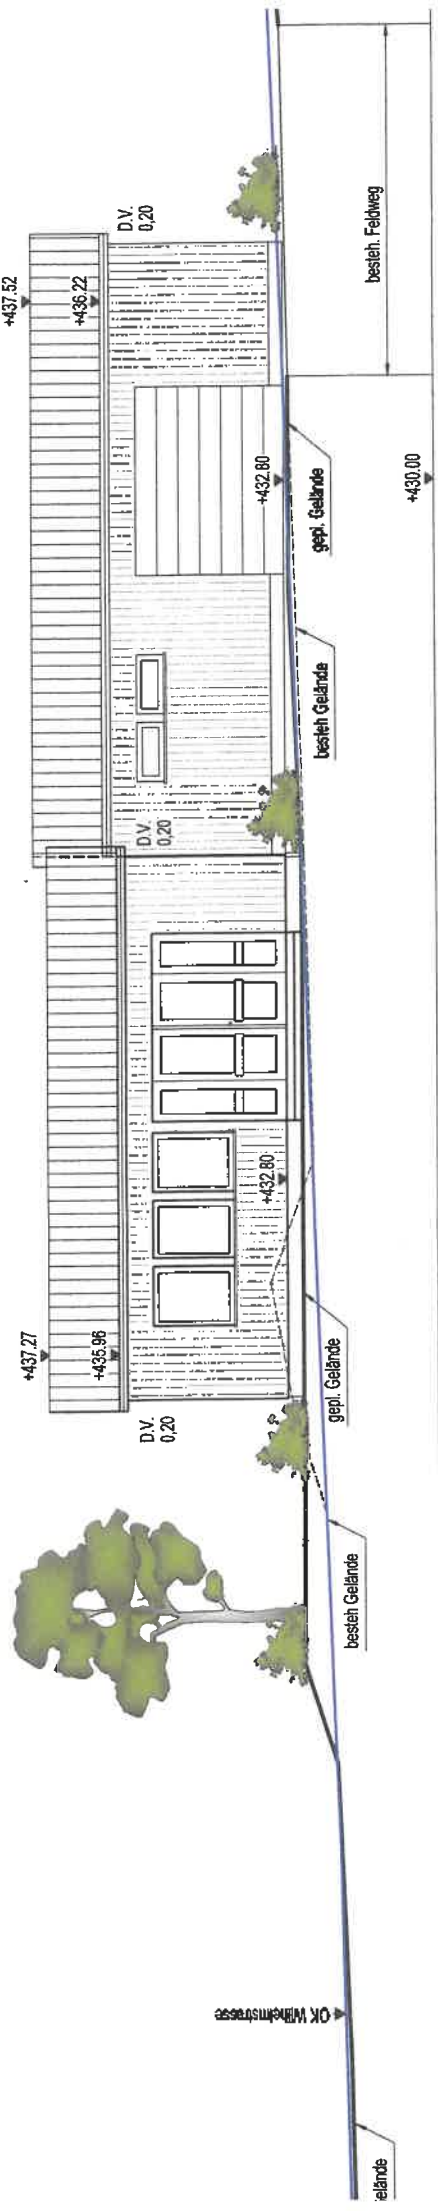 +437.52
+436.22
D.V.
0,20
+432.80
gepl. Gelände
besteh. Feldweg
+430.00
besteh Gelände
D.V.
0,20
+437.27
+435.96
D.V.
0,20
+432.80
gepl. Gelände
besteh Gelände
OK Wilhelmstrasse
elände